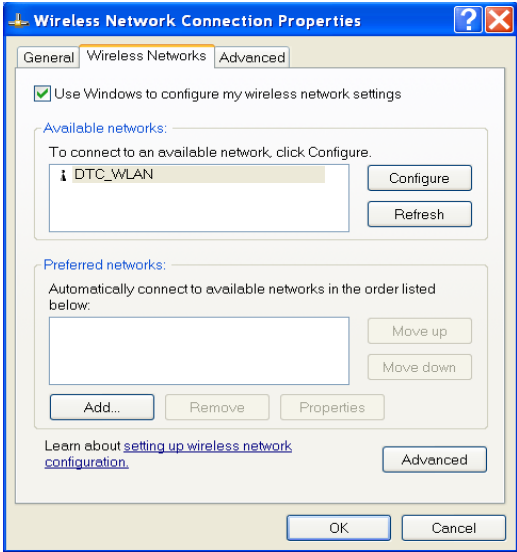 Wireless Network Connection Properties ? X
General Wireless Networks Advanced
Use Windows to configure my wireless network settings
Available networks:
To connect to an available network, click Configure.
DTC_WLAN
Configure
Refresh
Preferred networks:
Automatically connect to available networks in the order listed
below:
Move up
Move down
Add... Remove Properties
Learn about setting up wireless network
configuration.
Advanced
OK Cancel